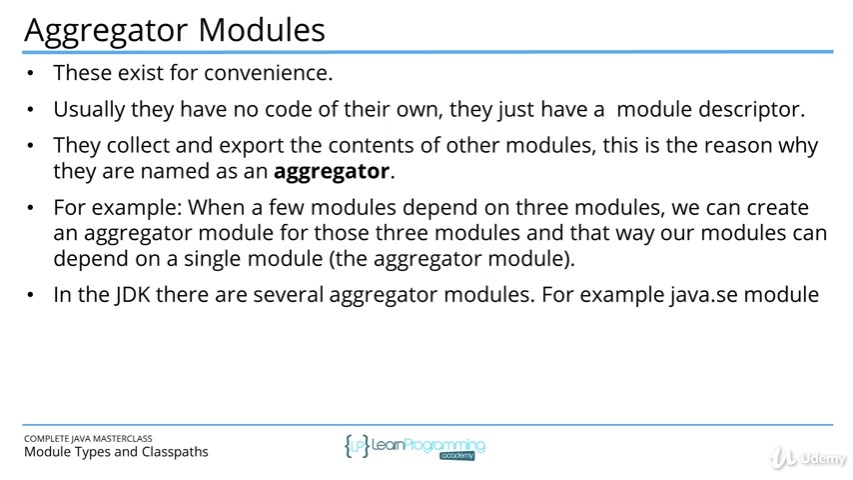 Aggregator Modules
• These exist for convenience.
• Usually they have no code of their own, they just have a  module descriptor.
• They collect and export the contents of other modules, this is the reason why
they are named as an aggregator.
• For example: When a few modules depend on three modules, we can create
an aggregator module for those three modules and that way our modules can
depend on a single module (the aggregator module).
• In the JDK there are several aggregator modules. For example java.se module
COMPLETE JAVA MASTERCLASS
Module Types and Classpaths
{LP} LearnProgramming
academy
Udemy